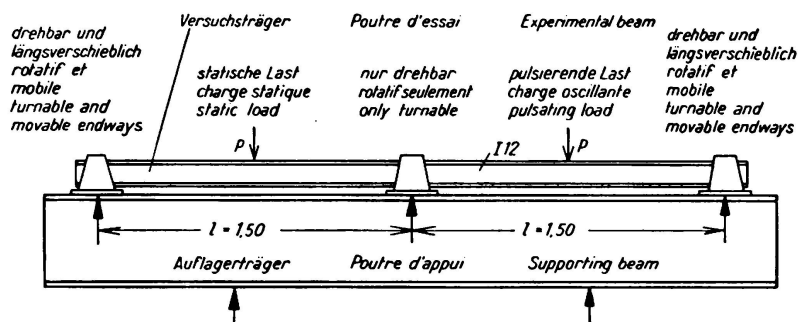 drehbar und
längsverschieblich
rotatif et
mobile
turnable and
movable endways
Versuchsträger
Poutre d'essai
Experimental beam
statische Last
charge statique
static load
nur drehbar
rotatif seulement
only turnable
pulsierende Last
charge oscillante
pulsating load
drehbar und
längsverschieblich
rotatif et
mobile
turnable and
movable endways
P
P
I 12
l = 1,50
l = 1,50
Auflagerträger
Poutre d'appui
Supporting beam